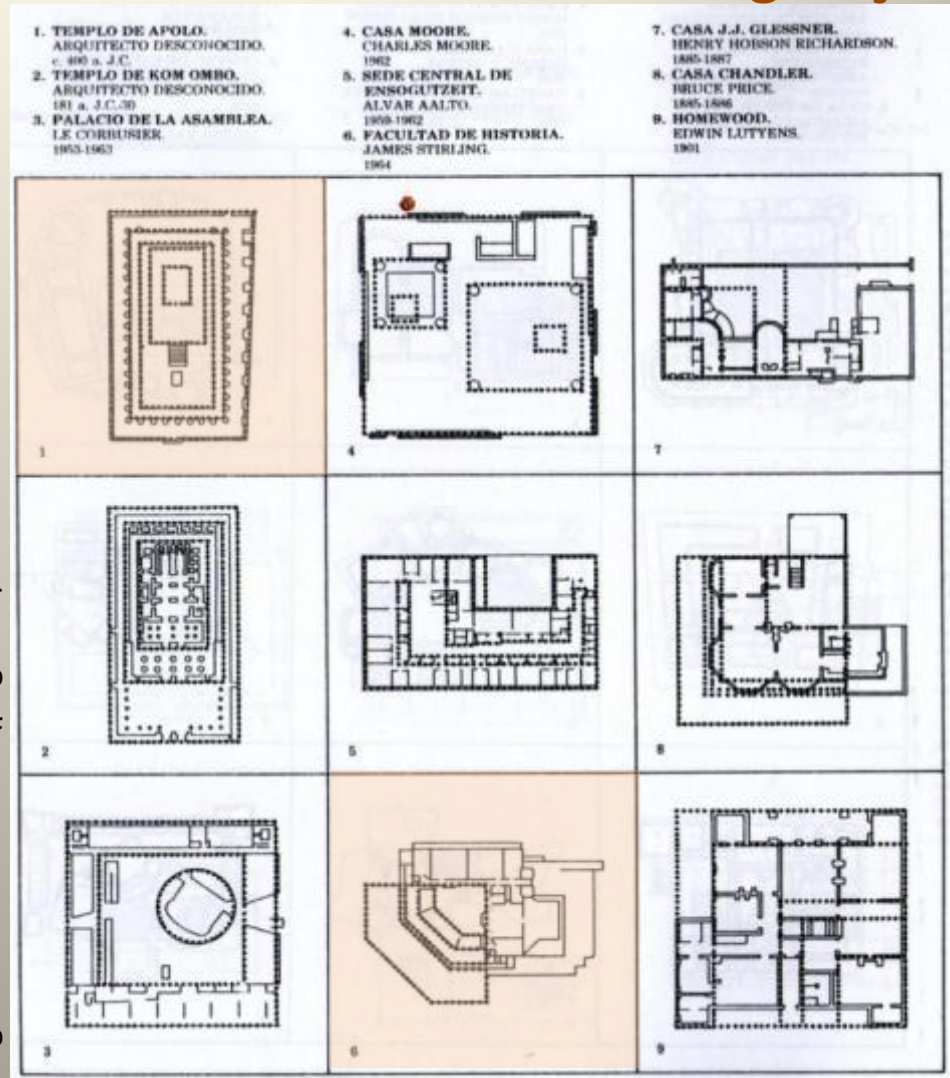 1. TEMPLO DE APOLO.
ARQUITECTO DESCONOCIDO.
c. 400 a. J.C.
2. TEMPLO DE KOM OMBO.
ARQUITECTO DESCONOCIDO.
181 a. J.C.-30
3. PALACIO DE LA ASAMBLEA.
LE CORBUSIER.
1953-1963
4. CASA MOORE.
CHARLES MOORE.
1962
5. SEDE CENTRAL DE
ENSOGUTZEIT.
ALVAR AALTO.
1959-1962
6. FACULTAD DE HISTORIA.
JAMES STIRLING.
1964
7. CASA J.J. GLESSNER.
HENRY HOBSON RICHARDSON.
1885-1887
8. CASA CHANDLER.
BRUCE PRICE.
1885-1886
9. HOMEWOOD.
EDWIN LUTYENS.
1901
1
4
7
2
5
8
3
6
9